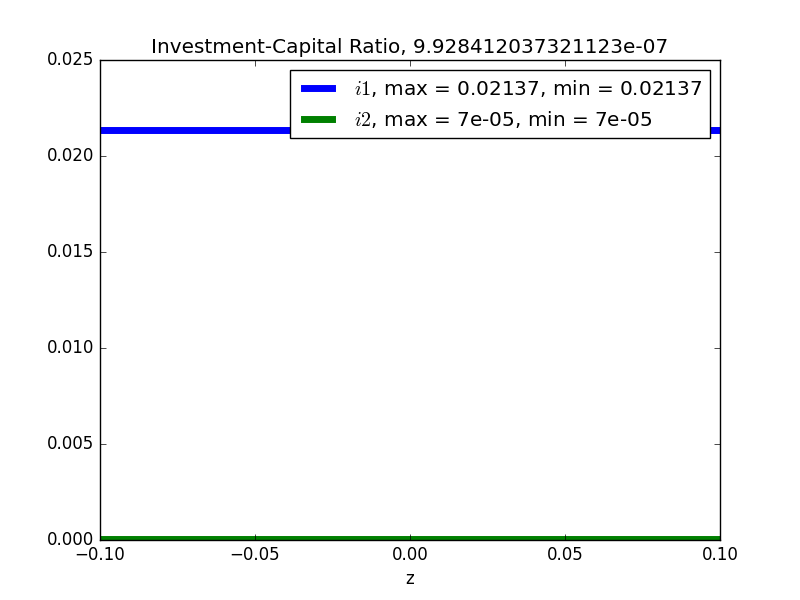 Investment-Capital Ratio, 9.928412037321123e-07
0.025
i1, max = 0.02137, min = 0.02137
i2, max = 7e-05, min = 7e-05
0.020
0.015
0.010
0.005
0.000
−0.10 −0.05 0.00 0.05 0.10
z